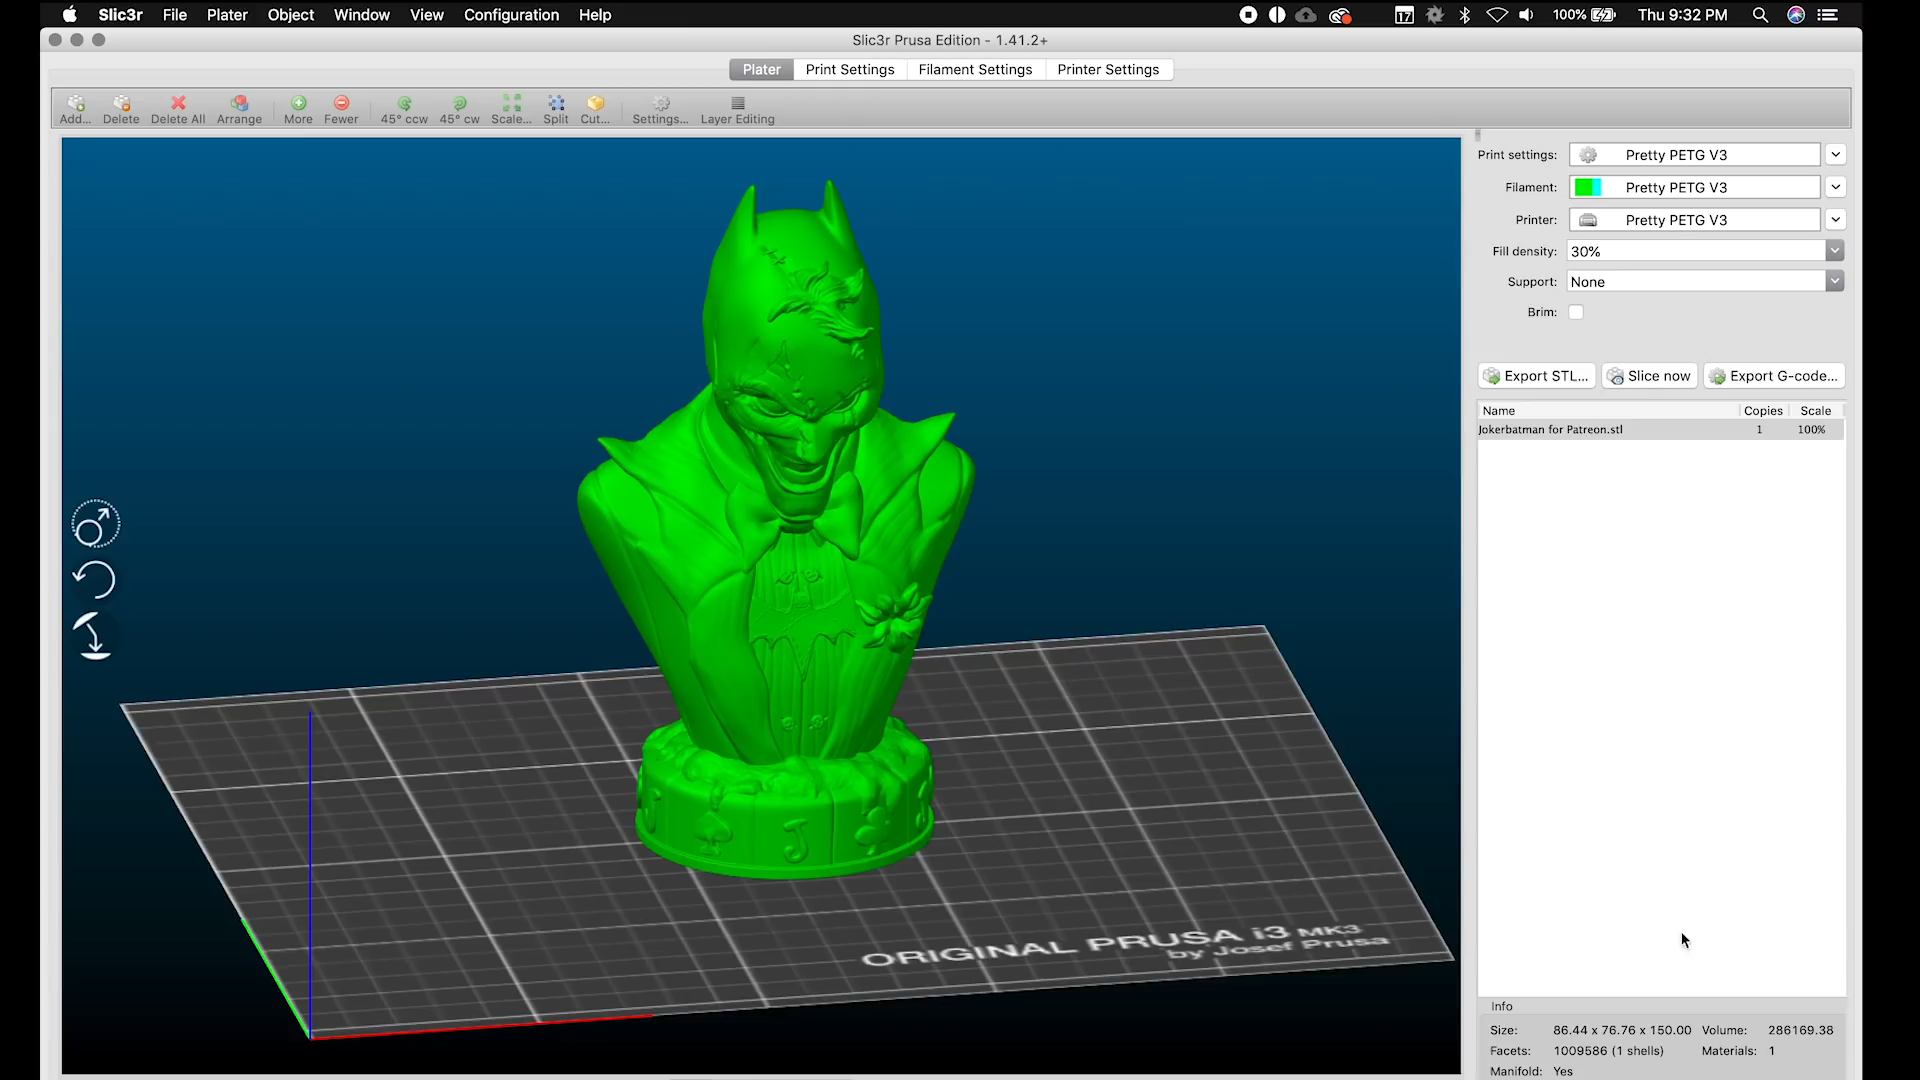 Slic3r File Plater Object Window View Configuration Help 17 100% Thu 9:32 PM
Slic3r Prusa Edition - 1.41.2+
Plater Print Settings Filament Settings Printer Settings
Add... Delete Delete All Arrange More Fewer 45° ccw 45° cw Scale... Split Cut... Settings... Layer Editing
Print settings: Pretty PETG V3
Filament: Pretty PETG V3
Printer: Pretty PETG V3
Fill density: 30%
Support: None
Brim:
Export STL... Slice now Export G-code...
Name Copies Scale
Jokerbatman for Patreon.stl 1 100%
J J
ORIGINAL PRUSA i3 MK3
by Josef Prusa
Info
Size: 86.44 x 76.76 x 150.00 Volume: 286169.38
Facets: 1009586 (1 shells) Materials: 1
Manifold: Yes